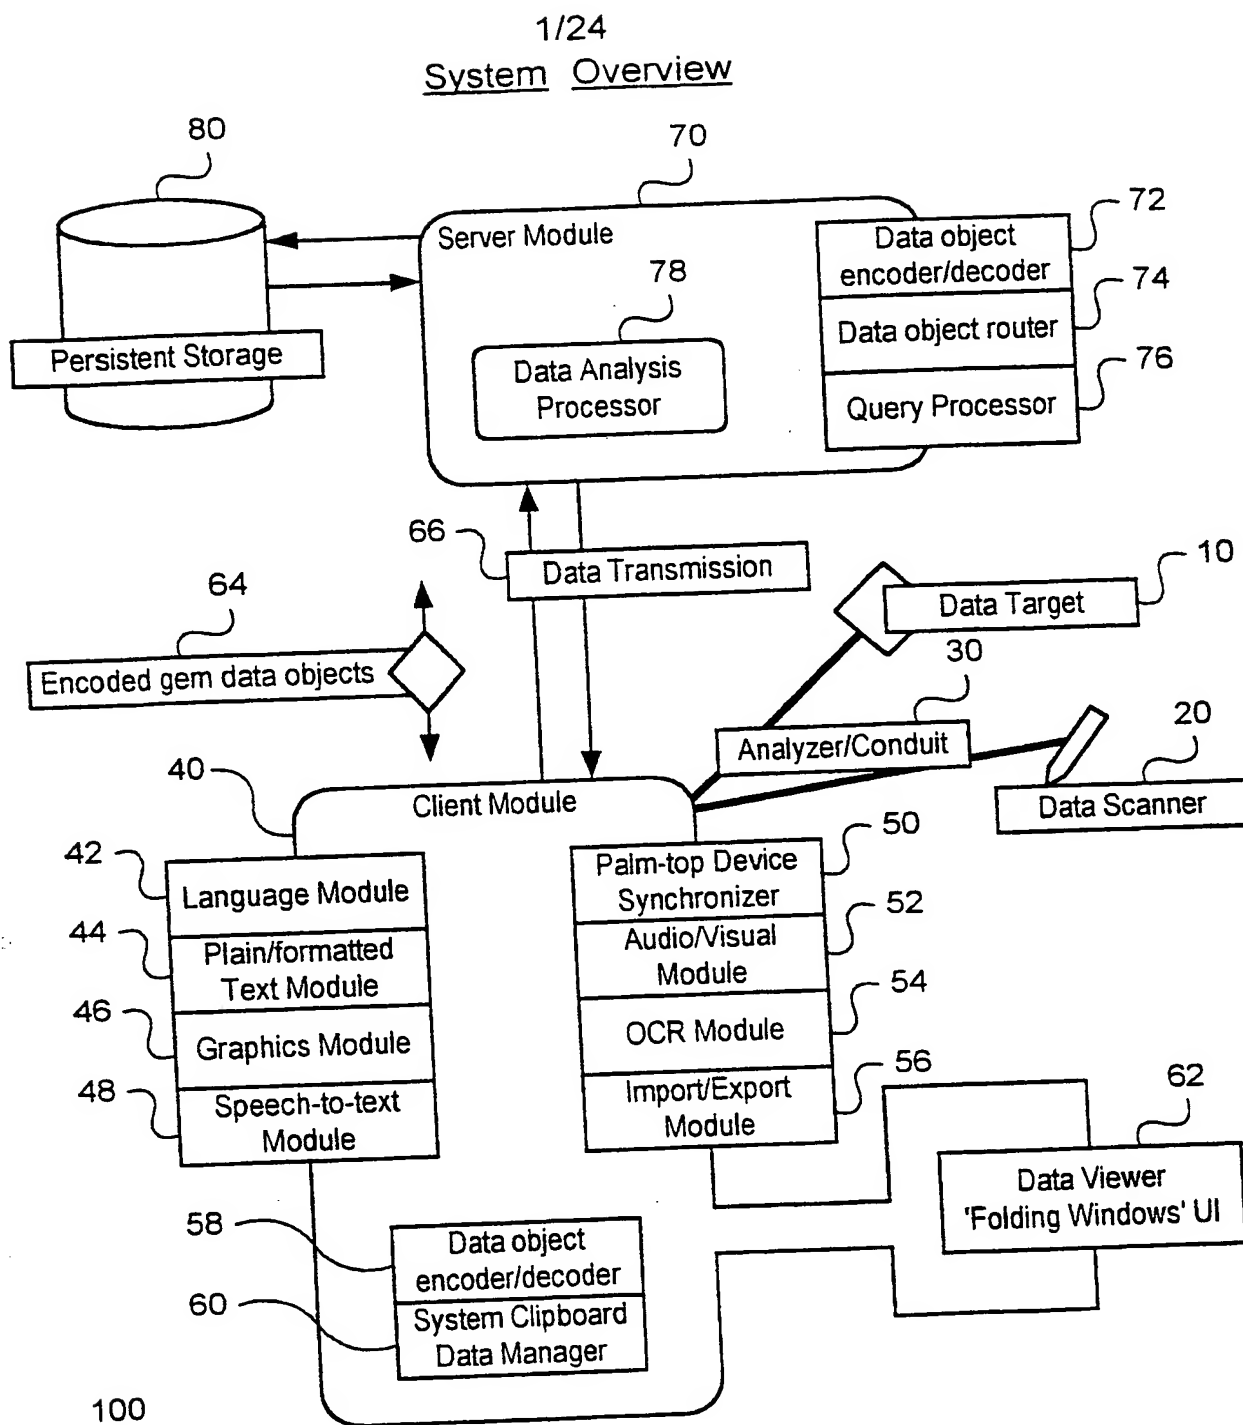 1/24
System Overview
80
70
72
Server Module
Data object
encoder/decoder
78
74
Data object router
Persistent Storage
Data Analysis
Processor
76
Query Processor
66
Data Transmission
10
Data Target
64
Encoded gem data objects
30
Analyzer/Conduit
20
Data Scanner
40
Client Module
42
Language Module
50
Palm-top Device
Synchronizer
44
Plain/formatted
Text Module
52
Audio/Visual
Module
46
Graphics Module
54
OCR Module
48
Speech-to-text
Module
56
Import/Export
Module
62
Data Viewer
'Folding Windows' UI
58
Data object
encoder/decoder
60
System Clipboard
Data Manager
100